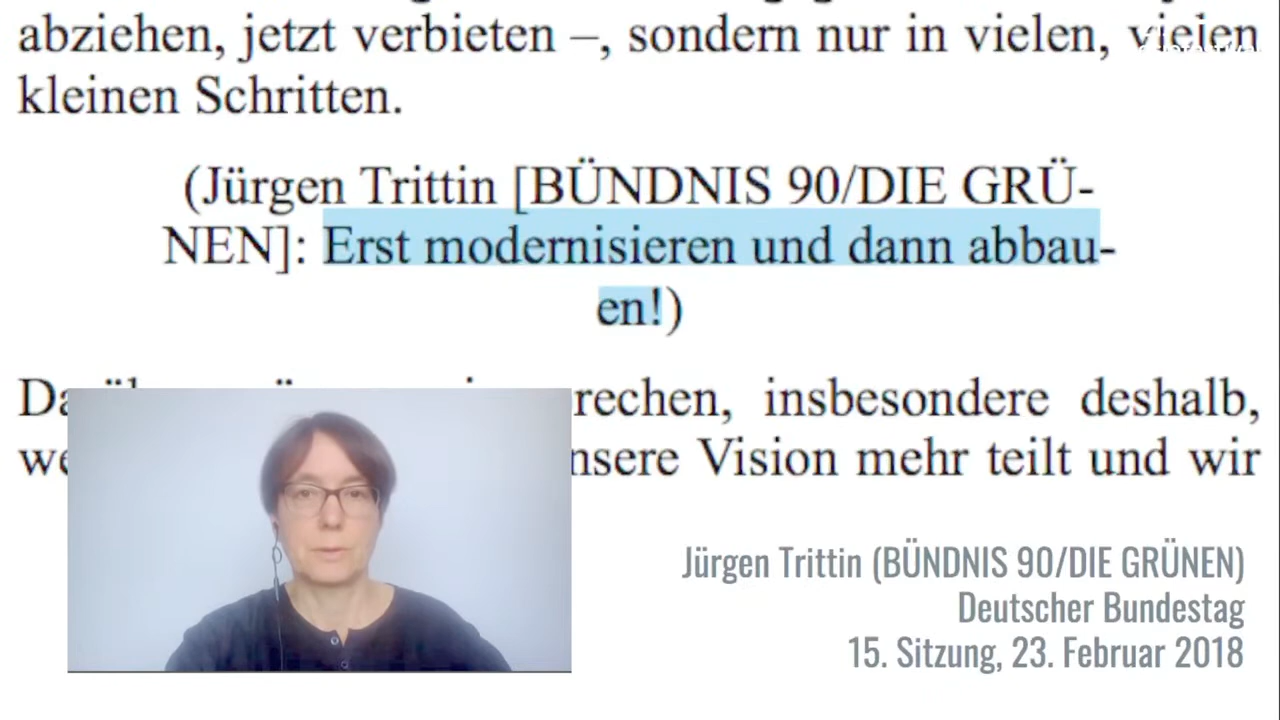 abziehen, jetzt verbieten –, sondern nur in vielen, vielen
kleinen Schritten.
(Jürgen Trittin [BÜNDNIS 90/DIE GRÜ-
NEN]: Erst modernisieren und dann abbau-
en!)
rechen, insbesondere deshalb,
nsere Vision mehr teilt und wir
Jürgen Trittin (BÜNDNIS 90/DIE GRÜNEN)
Deutscher Bundestag
15. Sitzung, 23. Februar 2018